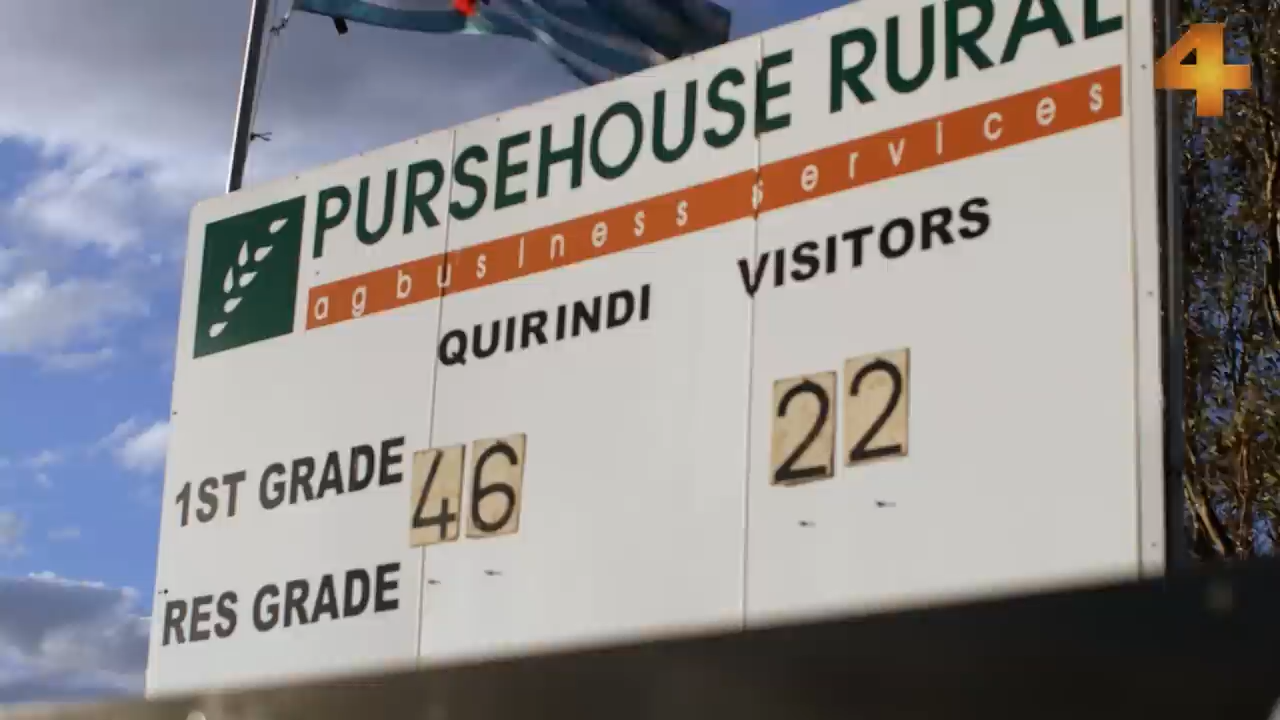 4
PURSEHOUSE RURAL
agbusiness services
QUIRINDI VISITORS
1ST GRADE 46 22
RES GRADE